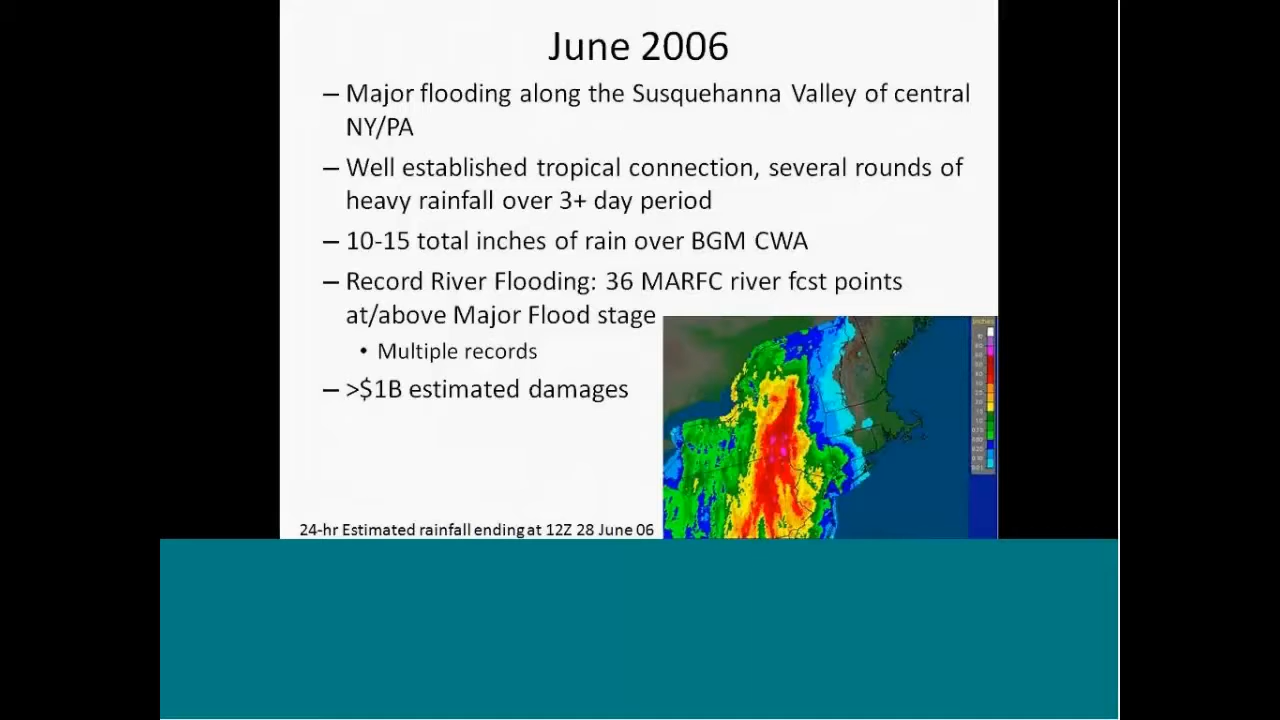 June 2006
– Major flooding along the Susquehanna Valley of central
NY/PA
– Well established tropical connection, several rounds of
heavy rainfall over 3+ day period
– 10-15 total inches of rain over BGM CWA
– Record River Flooding: 36 MARFC river fcst points
at/above Major Flood stage
• Multiple records
– >$1B estimated damages
24-hr Estimated rainfall ending at 12Z 28 June 06